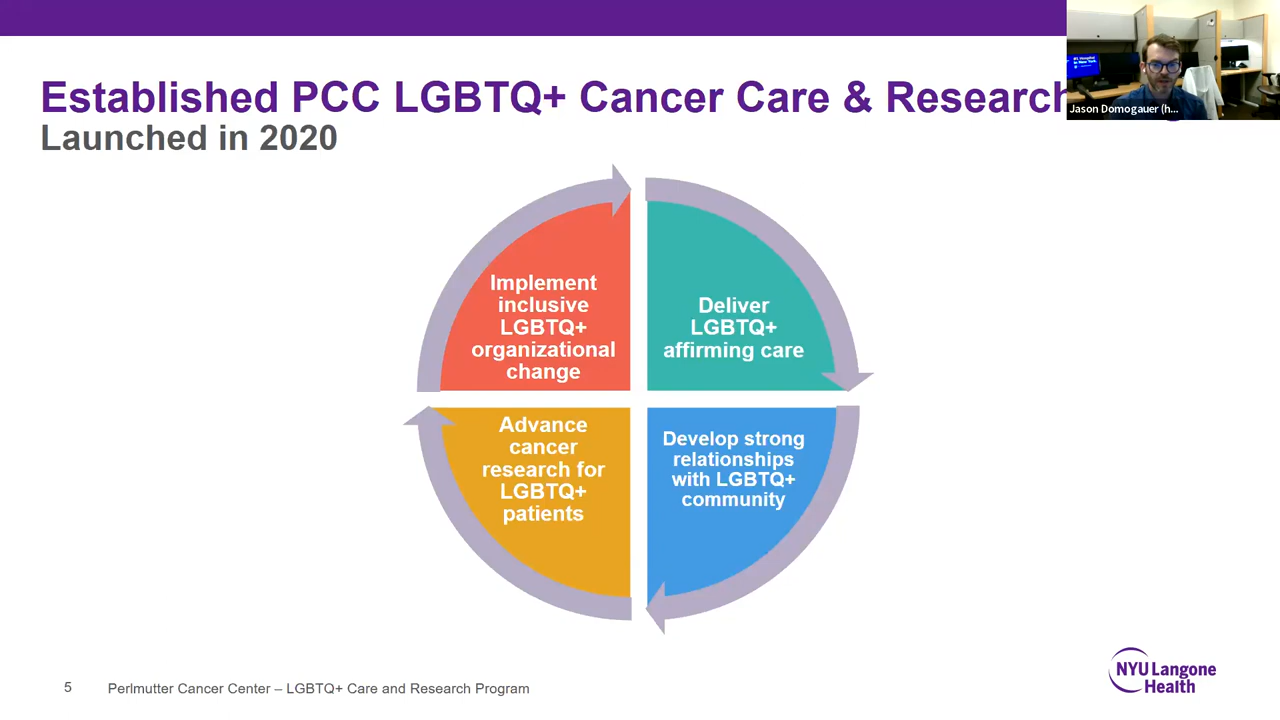 Established PCC LGBTQ+ Cancer Care & Research
Launched in 2020
Jason Domogauer (h...
Implement
inclusive
LGBTQ+
organizational
change
Deliver
LGBTQ+
affirming care
Advance
cancer
research for
LGBTQ+
patients
Develop strong
relationships
with LGBTQ+
community
5
Perlmutter Cancer Center – LGBTQ+ Care and Research Program
NYU Langone
Health